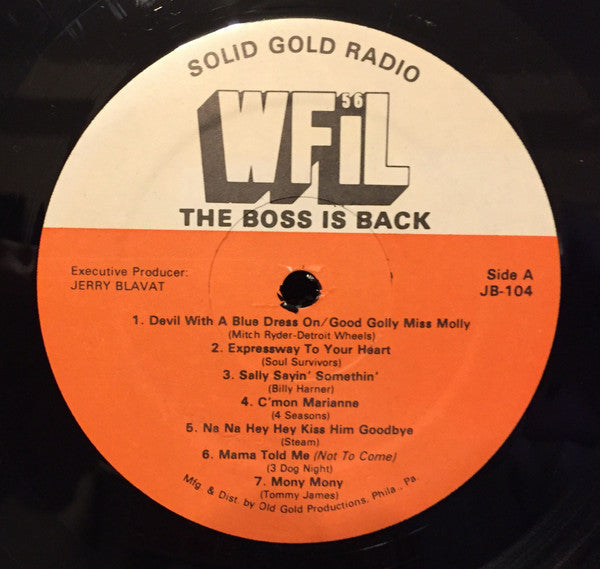 SOLID GOLD RADIO
56
WFiL
THE BOSS IS BACK
Executive Producer:
JERRY BLAVAT
Side A
JB-104
1. Devil With A Blue Dress On/Good Golly Miss Molly
(Mitch Ryder-Detroit Wheels)
2. Expressway To Your Heart
(Soul Survivors)
3. Sally Sayin' Somethin'
(Billy Harner)
4. C'mon Marianne
(4 Seasons)
5. Na Na Hey Hey Kiss Him Goodbye
(Steam)
6. Mama Told Me (Not To Come)
(3 Dog Night)
7. Mony Mony
(Tommy James)
Mfg. & Dist. by Old Gold Productions, Phila., Pa.